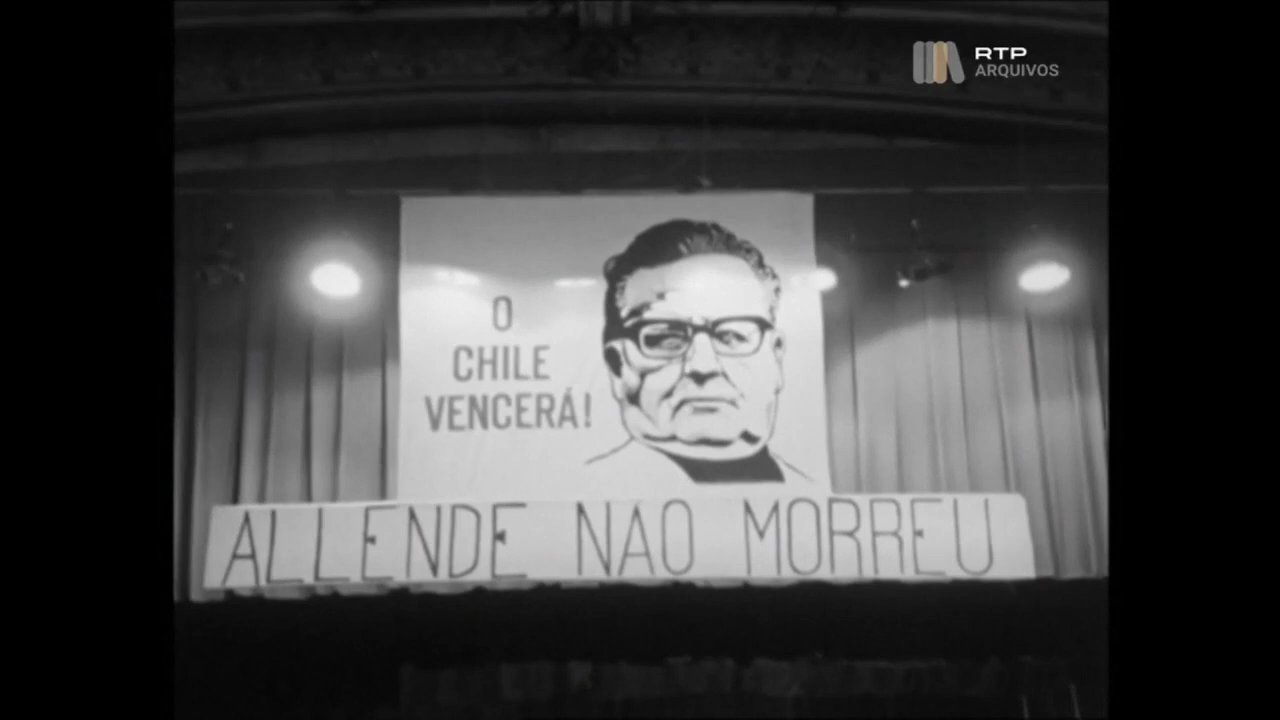 RTP
ARQUIVOS
O
CHILE
VENCERÁ!
ALLENDE NAO MORREU